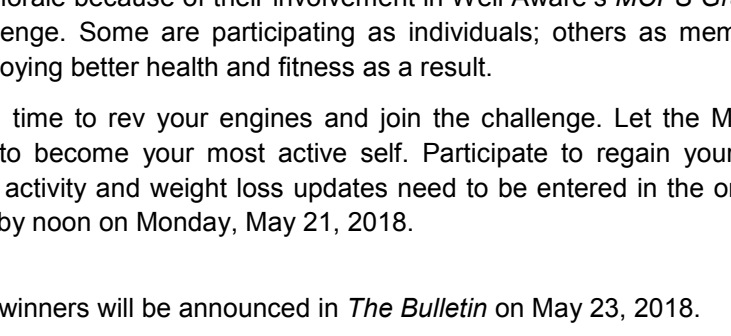 because of their involvement in Well Aware's
enge. Some are participating as individuals; others as mem
oying better health and fitness as a result.
time to rev your engines and join the challenge. Let the M
to become your most active self. Participate to regain your
activity and weight loss updates need to be entered in the or
by noon on Monday, May 21, 2018.
winners will be announced in The Bulletin on May 23, 2018.